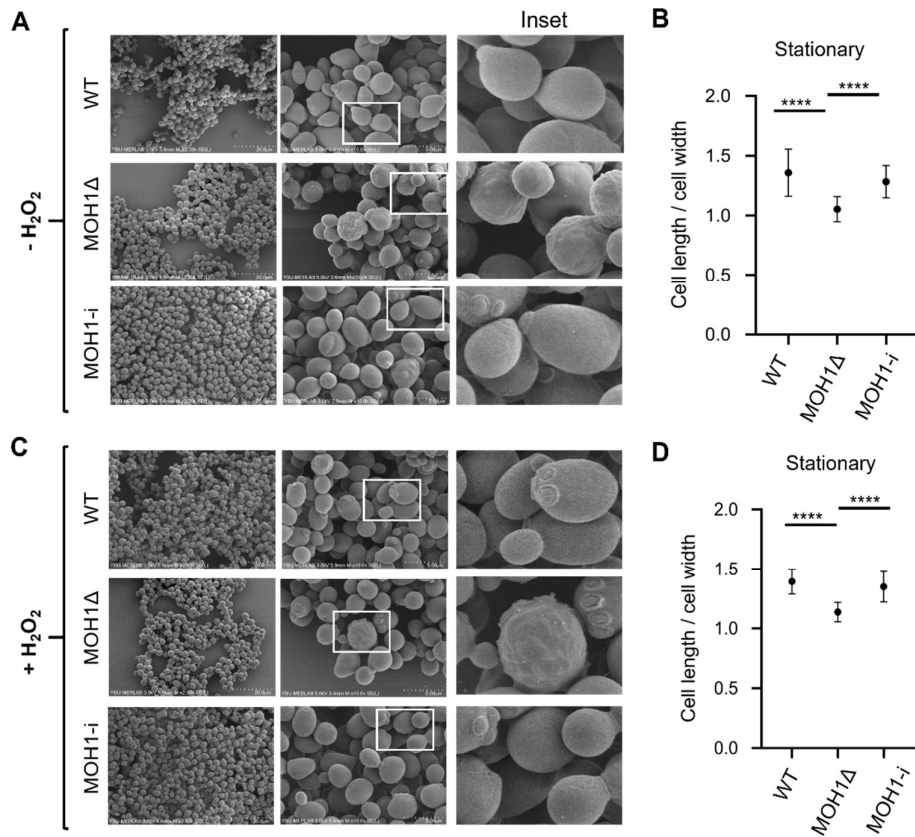 A
Inset
- H₂O₂
WT
MOH1Δ
MOH1-i
B
Stationary
****
****
Cell length / cell width
2.0
1.5
1.0
0.5
0.0
WT
MOH1Δ
MOH1-i
C
+ H₂O₂
WT
MOH1Δ
MOH1-i
D
Stationary
****
****
Cell length / cell width
2.0
1.5
1.0
0.5
0.0
WT
MOH1Δ
MOH1-i